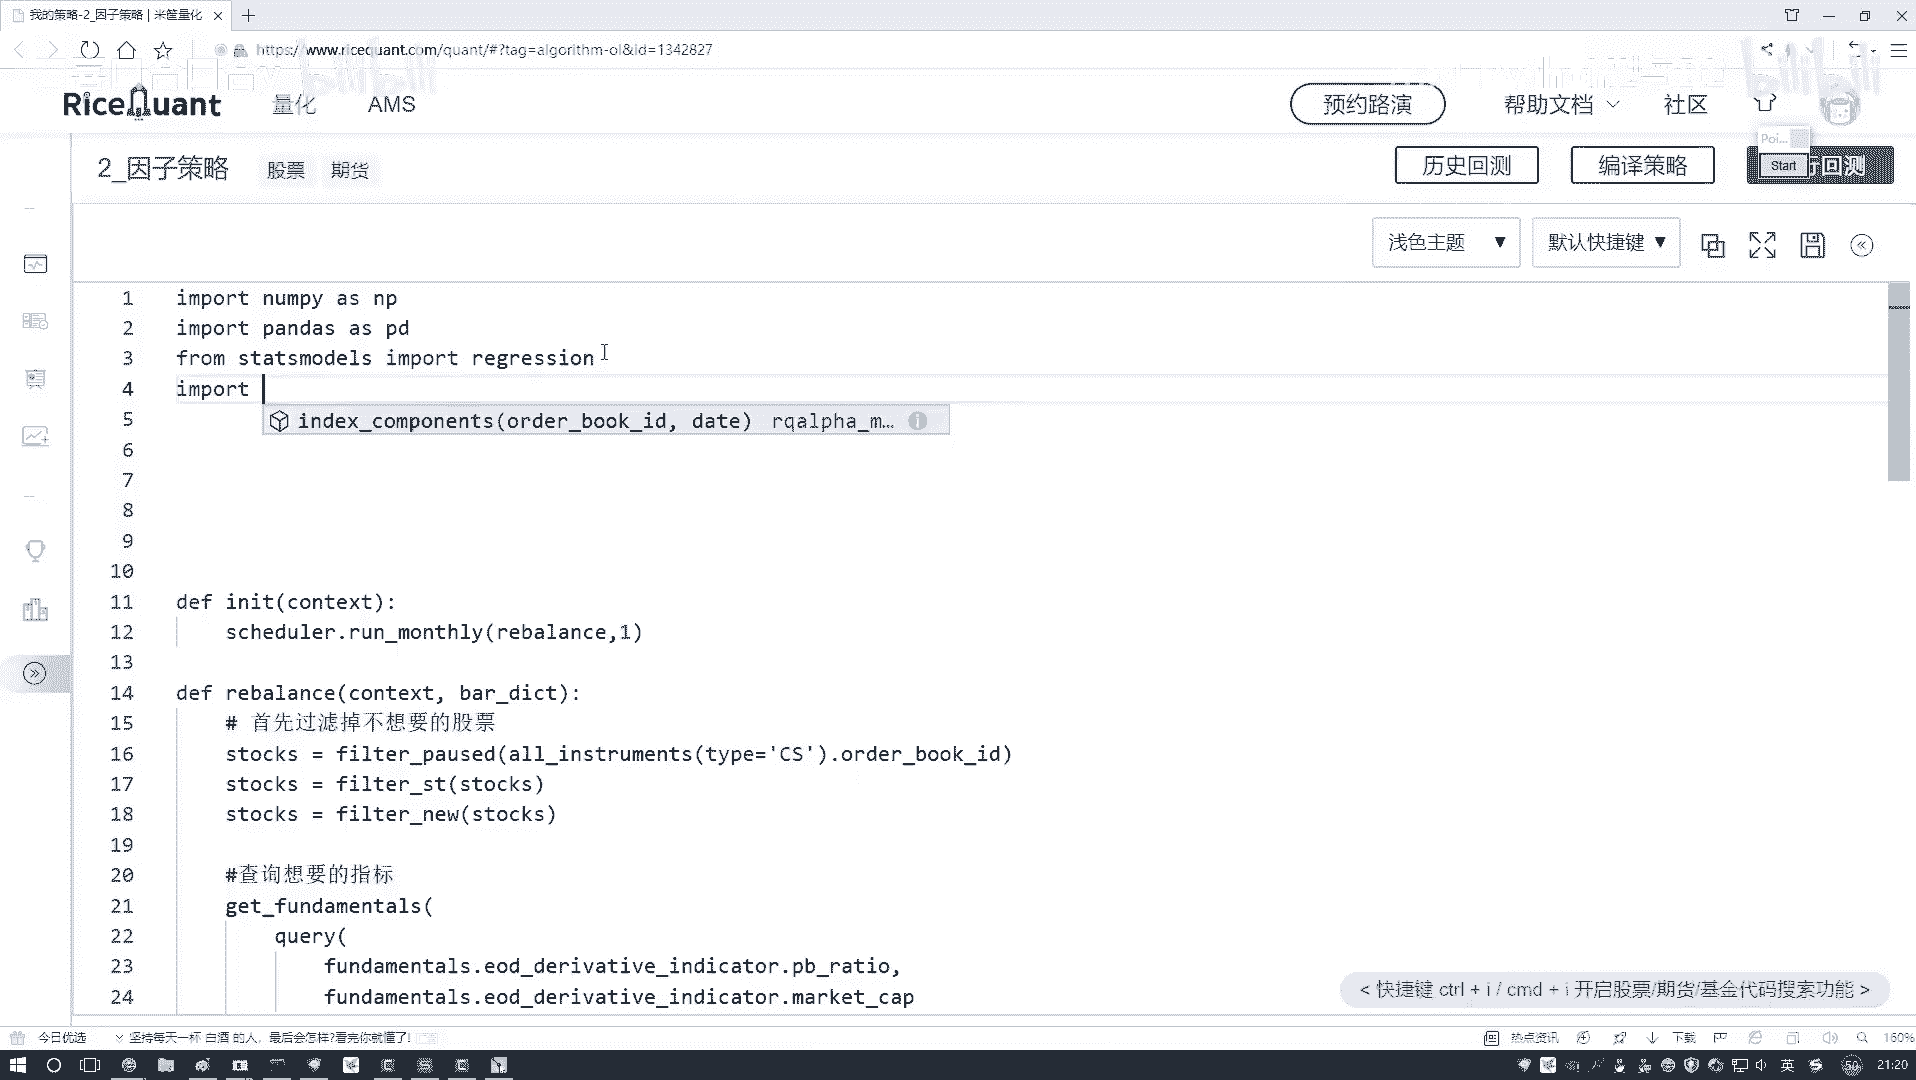 我的策略-2_因子策略 | 米筐量化
https://www.ricequant.com/quant/#?tag=algorithm-ol&id=1342827
bilibili
RiceQuant 量化 AMS 预约路演 帮助文档 社区
Poi...
2_因子策略 股票 期货 历史回测 编译策略 Start 回测
浅色主题 ▼ 默认快捷键 ▼
1 import numpy as np
2 import pandas as pd
3 from statsmodels import regression
4 import
5 index_components(order_book_id, date) rqalpha_m…
6
7
8
9
10
11 def init(context):
12 scheduler.run_monthly(rebalance,1)
13
14 def rebalance(context, bar_dict):
15 # 首先过滤掉不想要的股票
16 stocks = filter_paused(all_instruments(type='CS').order_book_id)
17 stocks = filter_st(stocks)
18 stocks = filter_new(stocks)
19
20 #查询想要的指标
21 get_fundamentals(
22 query(
23 fundamentals.eod_derivative_indicator.pb_ratio,
24 fundamentals.eod_derivative_indicator.market_cap
< 快捷键 ctrl + i / cmd + i 开启股票/期货/基金代码搜索功能 >
今日优选 坚持每天一杯 白酒 的人，最后会怎样?看完你就懂了! 热点资讯 下载 160%
英 50 21:20